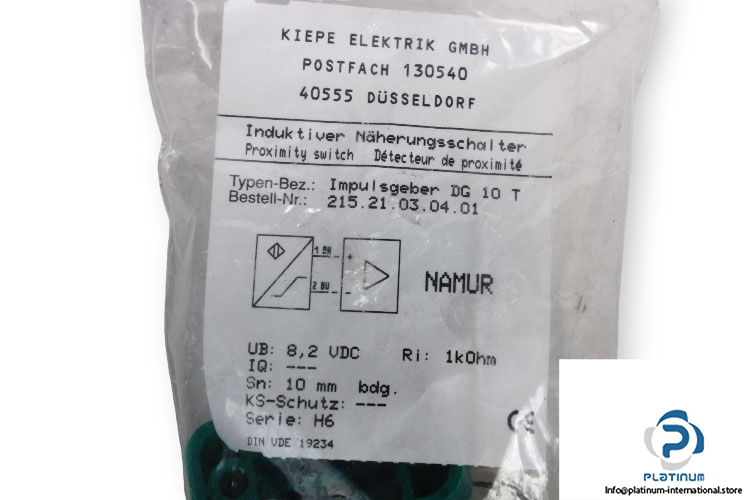 KIEPE ELEKTRIK GMBH
POSTFACH 130540
40555 DÜSSELDORF
Induktiver Näherungsschalter
Proximity switch Détecteur de proximité
Typen-Bez.: Impulsgeber DG 10 T
Bestell-Nr.: 215.21.03.04.01
1 BN +
2 BU -
NAMUR
UB: 8,2 VDC Ri: 1kOhm
IQ: ---
Sn: 10 mm bdg.
KS-Schutz: ---
Serie: H6
CE
DIN VDE 19234
PLATINUM
Info@platinum-international.store